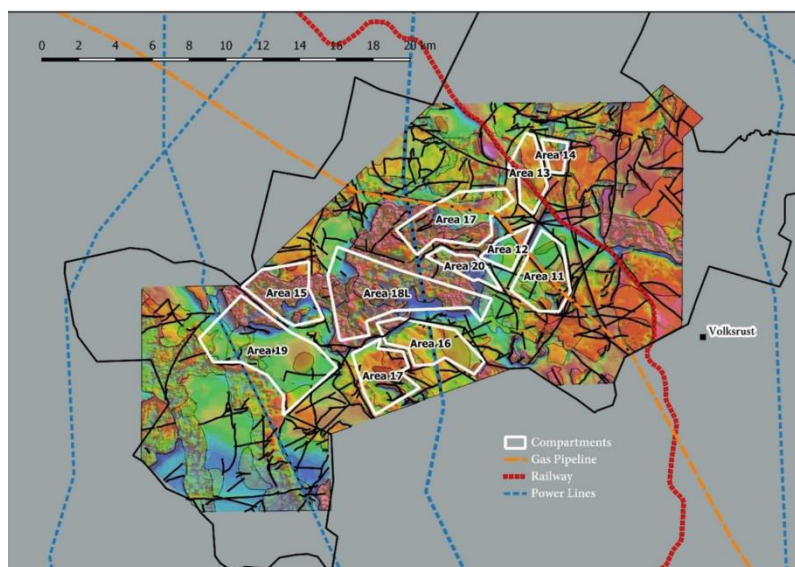 0 2 4 6 8 10 12 14 16 18 20 km
Area 14
Area 13
Area 17
Area 12
Area 20
Area 11
Area 15
Area 18L
Area 16
Area 19
Area 17
Volksrust
Compartments
Gas Pipeline
Railway
Power Lines